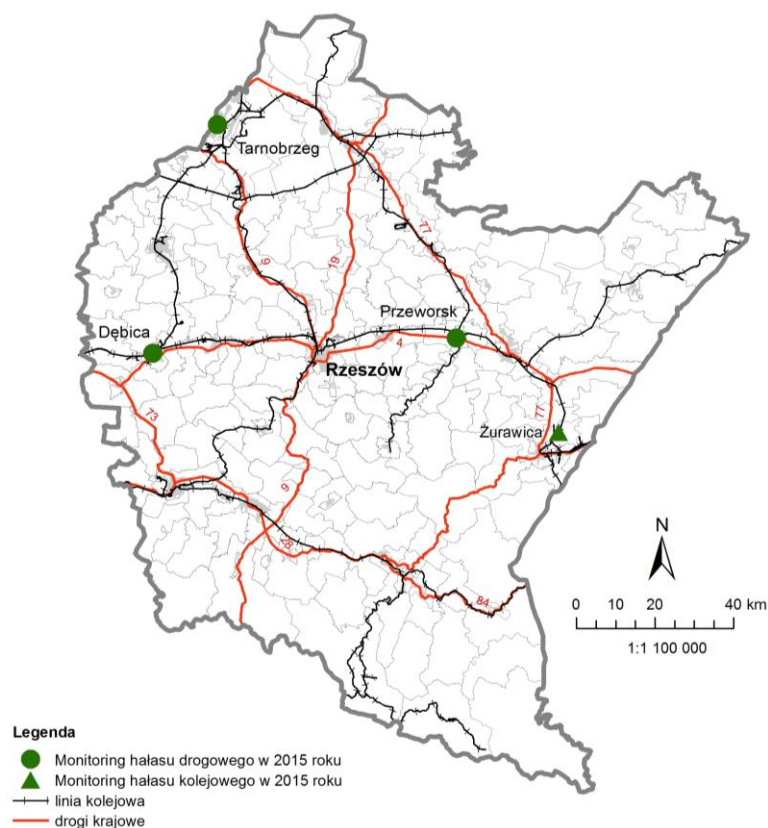 Tarnobrzeg
77
9
19
Przeworsk
Dębica
4
Rzeszów
73
77
Żurawica
9
28
84
N
0 10 20 40 km
1:1 100 000
Legenda
Monitoring hałasu drogowego w 2015 roku
Monitoring hałasu kolejowego w 2015 roku
linia kolejowa
drogi krajowe